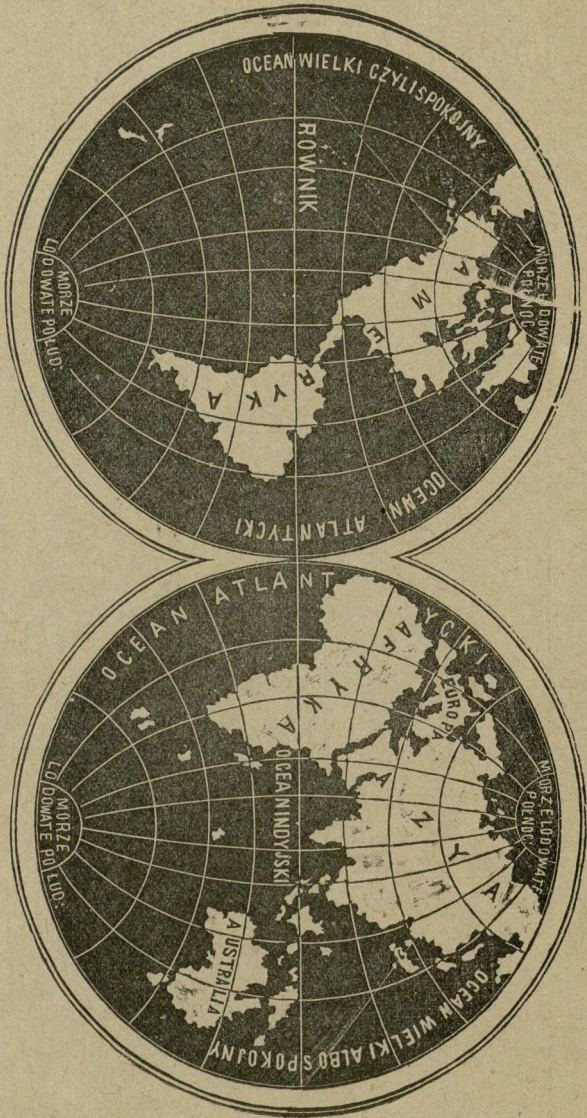 OCEAN WIELKI CZYLI SPOKOJNY
ROWNIK
MORZE LODOWATE
PÓŁNOC.
AMERYKA
OCEAN ATLANTYCKI
MORZE
LODOWATE POŁUD:
OCEAN ATLANTYCKI
EUROPA
AFRYKA
AZYA
MORZE LODOWATE
PÓŁNOC.
OCEAN INDYJSKI
AUSTRALIA
OCEAN WIELKI ALBO SPOKOJNY
MORZE
LODOWATE POŁUD: